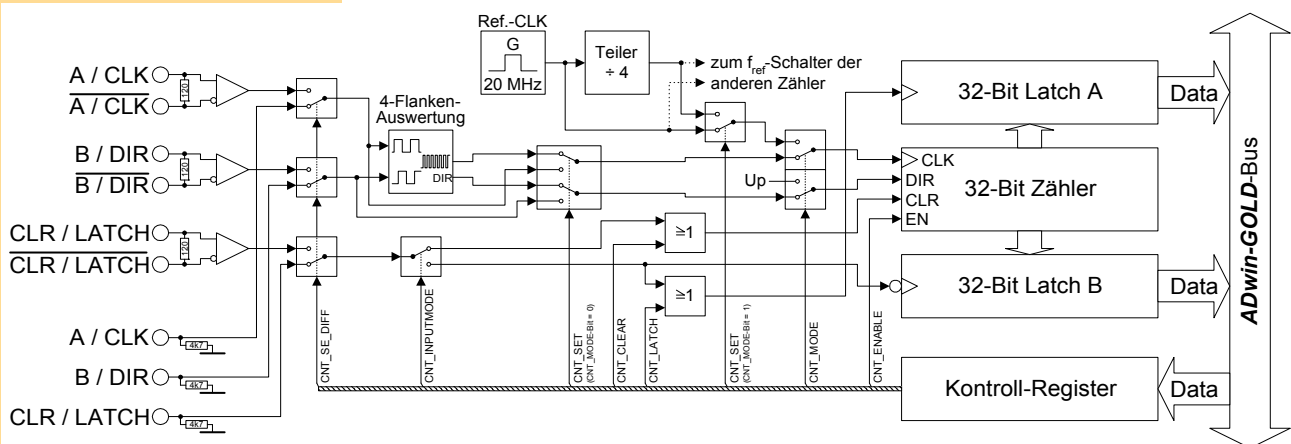 Ref.-CLK
G
20 MHz
Teiler
÷ 4
zum f_ref-Schalter der
anderen Zähler
A / CLK
A / CLK
120
B / DIR
B / DIR
120
CLR / LATCH
CLR / LATCH
120
A / CLK
4k7
B / DIR
4k7
CLR / LATCH
4k7
4-Flanken-
Auswertung
DIR
Up
≥1
≥1
CNT_SE_DIFF
CNT_INPUTMODE
CNT_SET
(CNT_MODE-Bit = 0)
CNT_CLEAR
CNT_LATCH
CNT_SET
(CNT_MODE-Bit = 1)
CNT_MODE
CNT_ENABLE
32-Bit Latch A
Data
CLK
DIR
CLR
EN
32-Bit Zähler
32-Bit Latch B
Data
Kontroll-Register
Data
ADwin-GOLD-Bus